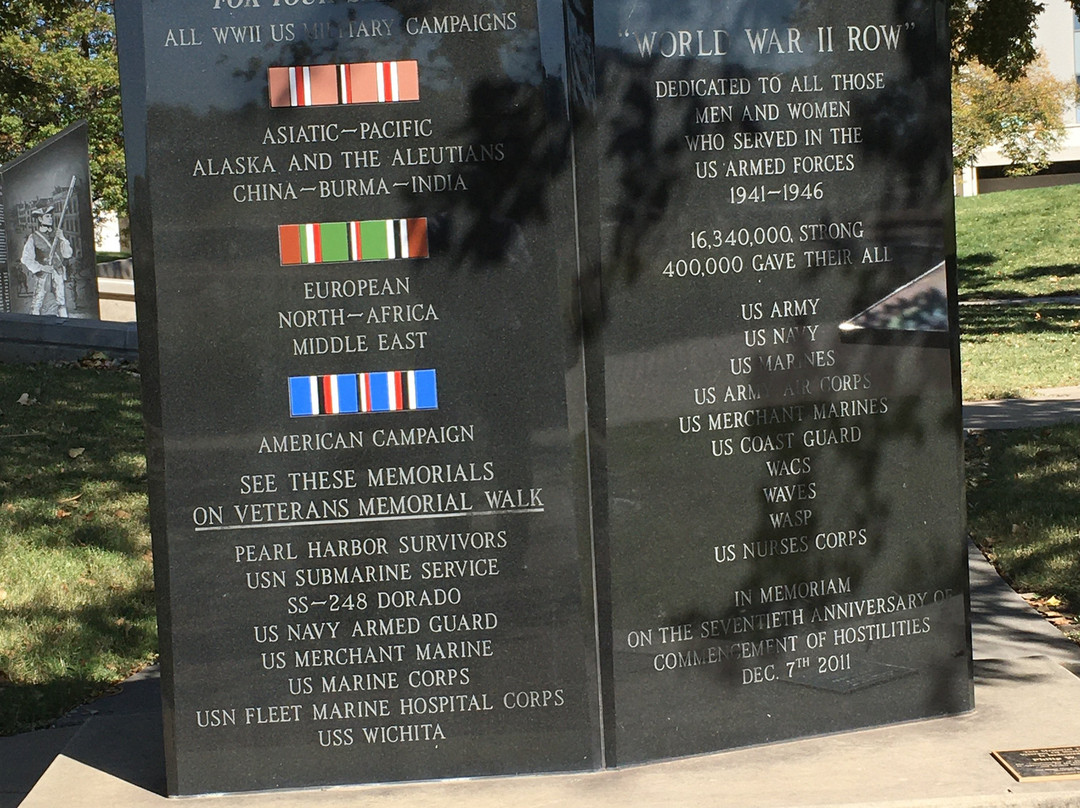 FOR YOUR
ALL WWII US MILITARY CAMPAIGNS
ASIATIC–PACIFIC
ALASKA AND THE ALEUTIANS
CHINA–BURMA–INDIA
EUROPEAN
NORTH–AFRICA
MIDDLE EAST
AMERICAN CAMPAIGN
SEE THESE MEMORIALS
ON VETERANS MEMORIAL WALK
PEARL HARBOR SURVIVORS
USN SUBMARINE SERVICE
SS–248 DORADO
US NAVY ARMED GUARD
US MERCHANT MARINE
US MARINE CORPS
USN FLEET MARINE HOSPITAL CORPS
USS WICHITA
"WORLD WAR II ROW"
DEDICATED TO ALL THOSE
MEN AND WOMEN
WHO SERVED IN THE
US ARMED FORCES
1941–1946
16,340,000, STRONG
400,000 GAVE THEIR ALL
US ARMY
US NAVY
US MARINES
US ARMY AIR CORPS
US MERCHANT MARINES
US COAST GUARD
WACS
WAVES
WASP
US NURSES CORPS
IN MEMORIAM
ON THE SEVENTIETH ANNIVERSARY OF
COMMENCEMENT OF HOSTILITIES
DEC. 7TH 2011